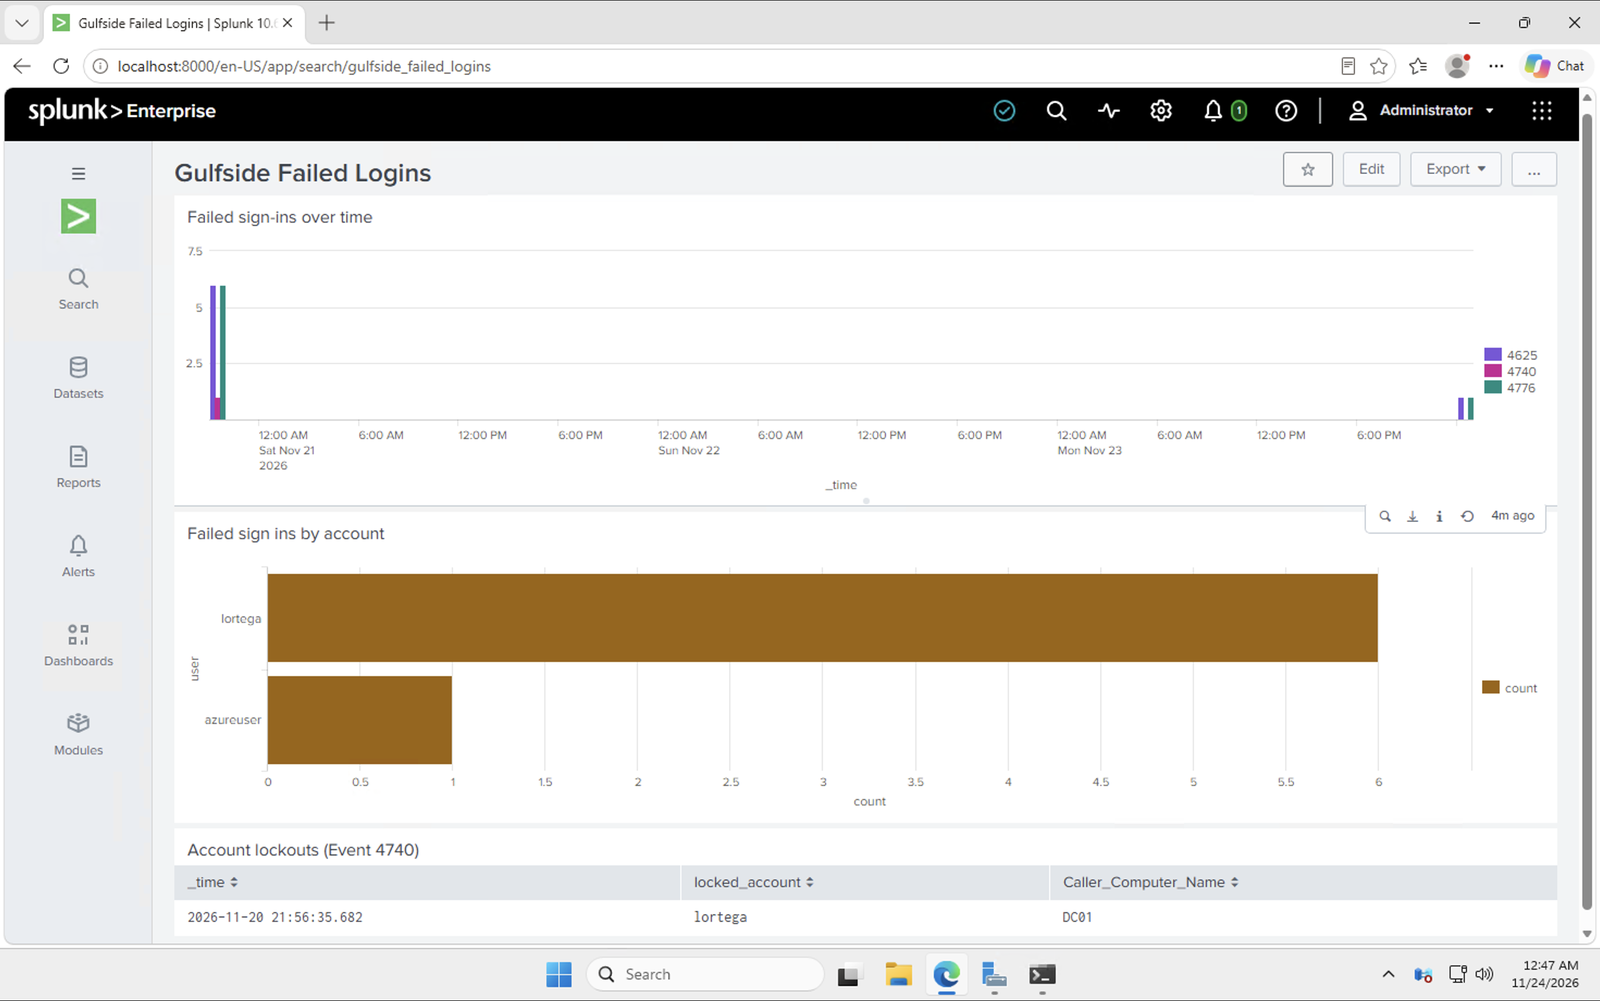 Gulfside Failed Logins | Splunk 10.
localhost:8000/en-US/app/search/gulfside_failed_logins
Chat
splunk>Enterprise
1
Administrator
Gulfside Failed Logins
Edit
Export
...
Search
Datasets
Reports
Alerts
Dashboards
Modules
Failed sign-ins over time
7.5
5
2.5
4625
4740
4776
12:00 AM 6:00 AM 12:00 PM 6:00 PM 12:00 AM 6:00 AM 12:00 PM 6:00 PM 12:00 AM 6:00 AM 12:00 PM 6:00 PM
Sat Nov 21 Sun Nov 22 Mon Nov 23
2026
_time
4m ago
Failed sign ins by account
user
lortega
azureuser
count
0 0.5 1 1.5 2 2.5 3 3.5 4 4.5 5 5.5 6
count
Account lockouts (Event 4740)
_time locked_account Caller_Computer_Name
2026-11-20 21:56:35.682 lortega DC01
Search
12:47 AM
11/24/2026